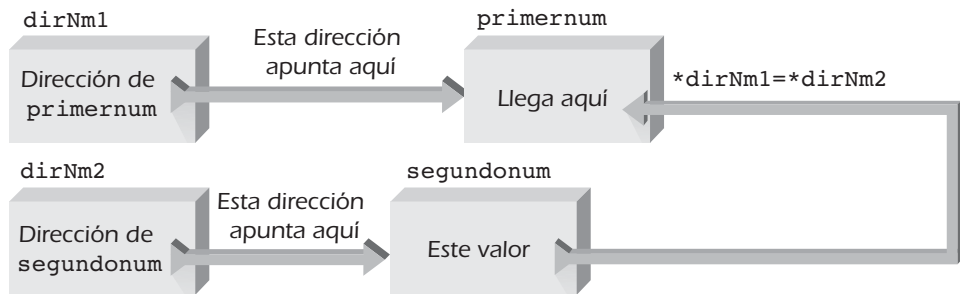 dirNm1
Dirección de
primernum
Esta dirección
apunta aquí
primernum
Llega aquí
*dirNm1=*dirNm2
dirNm2
Dirección de
segundonum
Esta dirección
apunta aquí
segundonum
Este valor